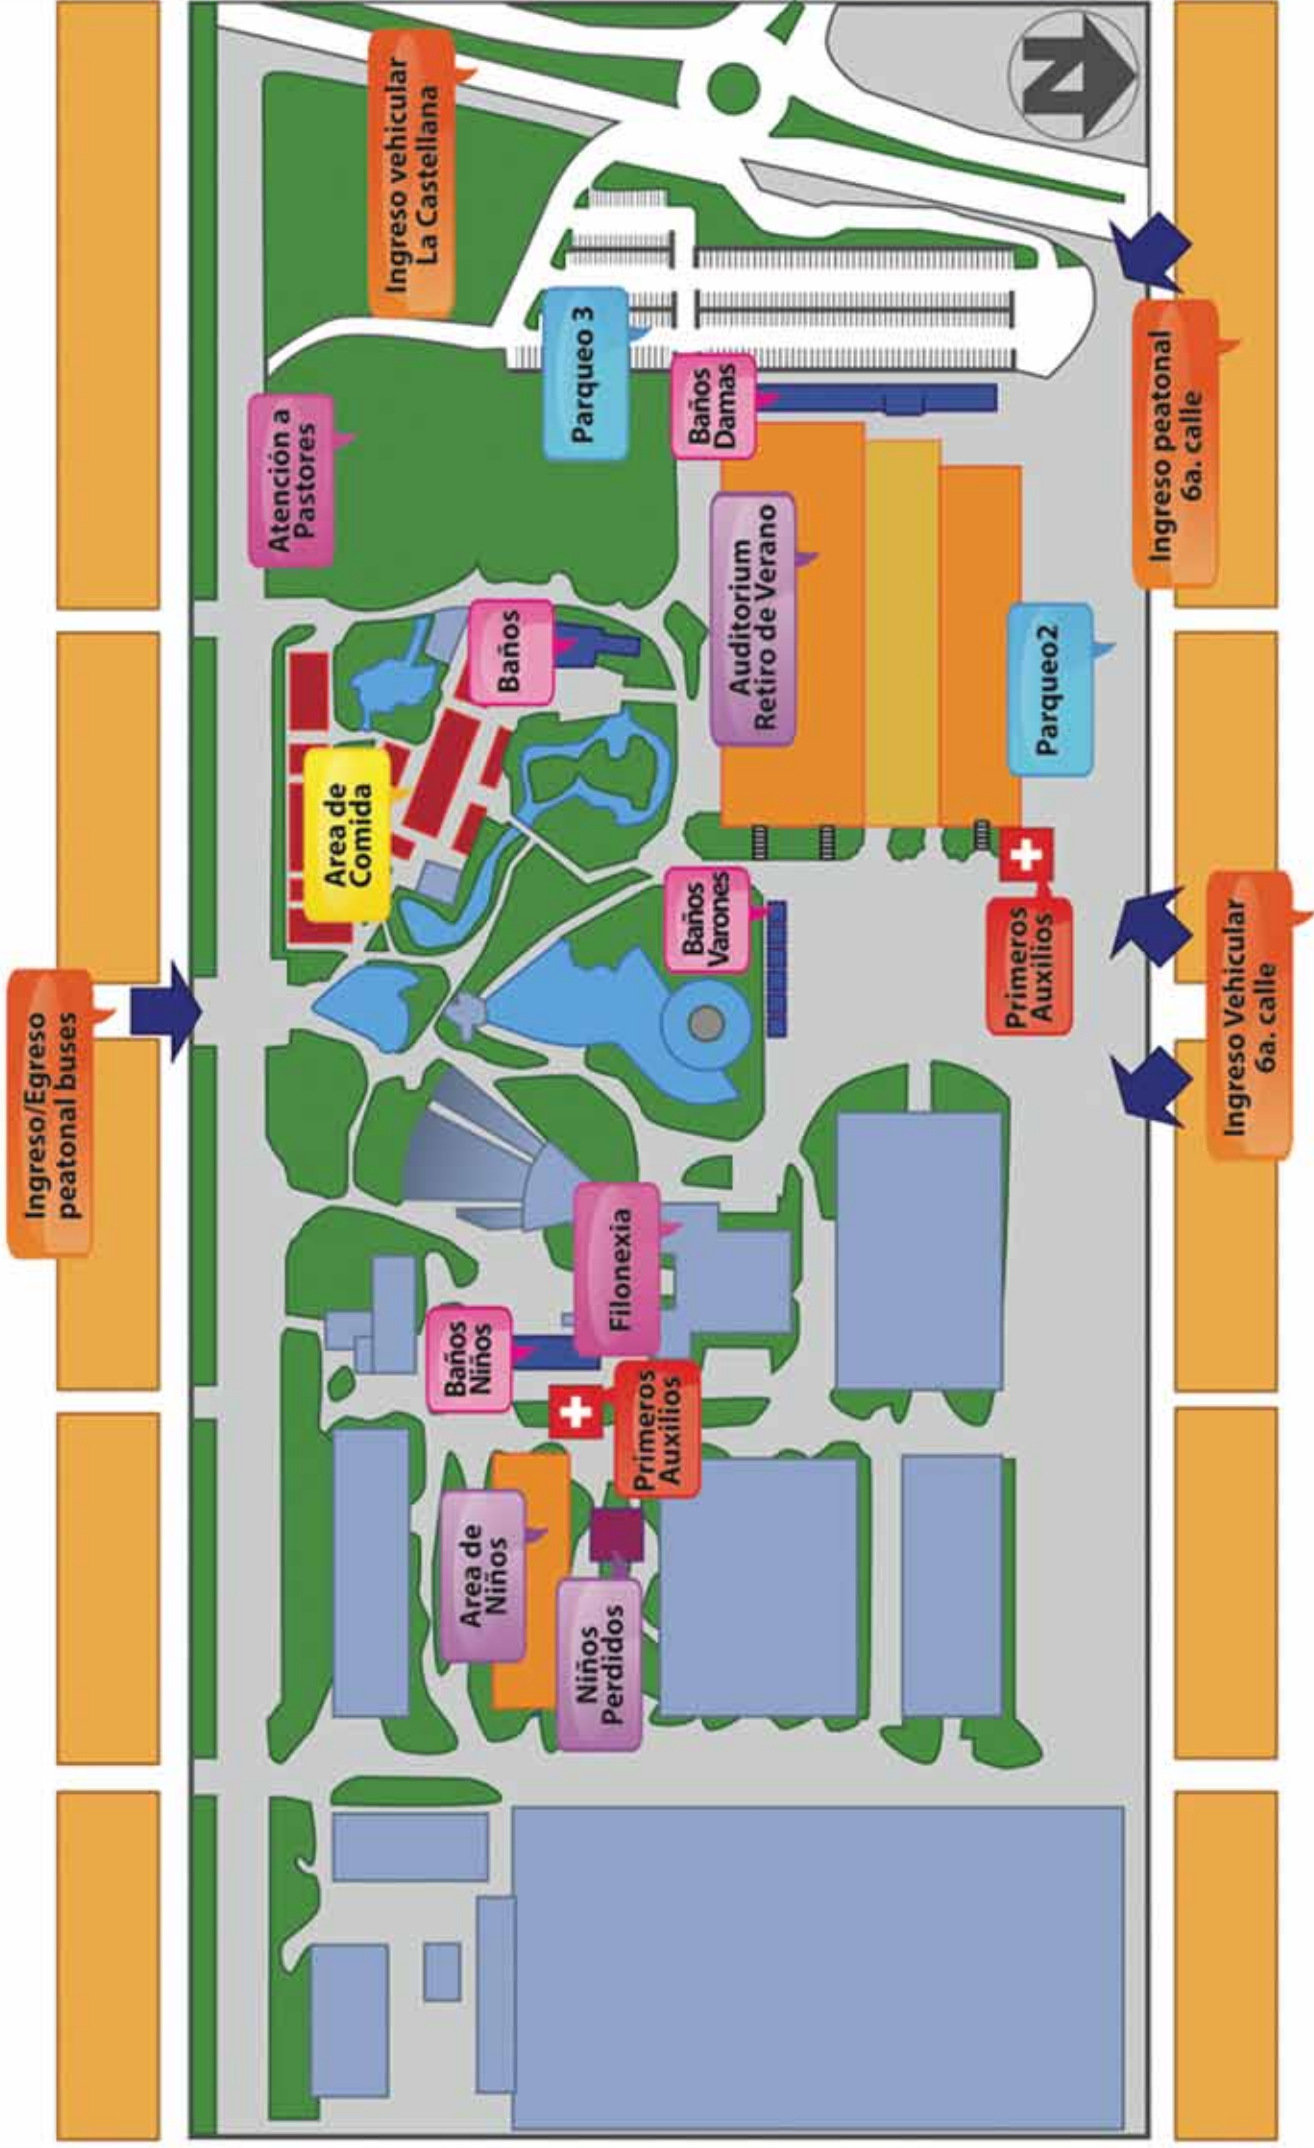 Ingreso/Egreso
peatonal buses
Ingreso vehicular
La Castellana
Atención a
Pastores
Area de
Comida
Baños
Parqueo 3
Baños
Damas
Auditorium
Retiro de Verano
Baños
Varones
Parqueo2
Primeros
Auxilios
Ingreso peatonal
6a. calle
Ingreso Vehicular
6a. calle
Filonexia
Baños
Niños
Primeros
Auxilios
Area de
Niños
Niños
Perdidos
N